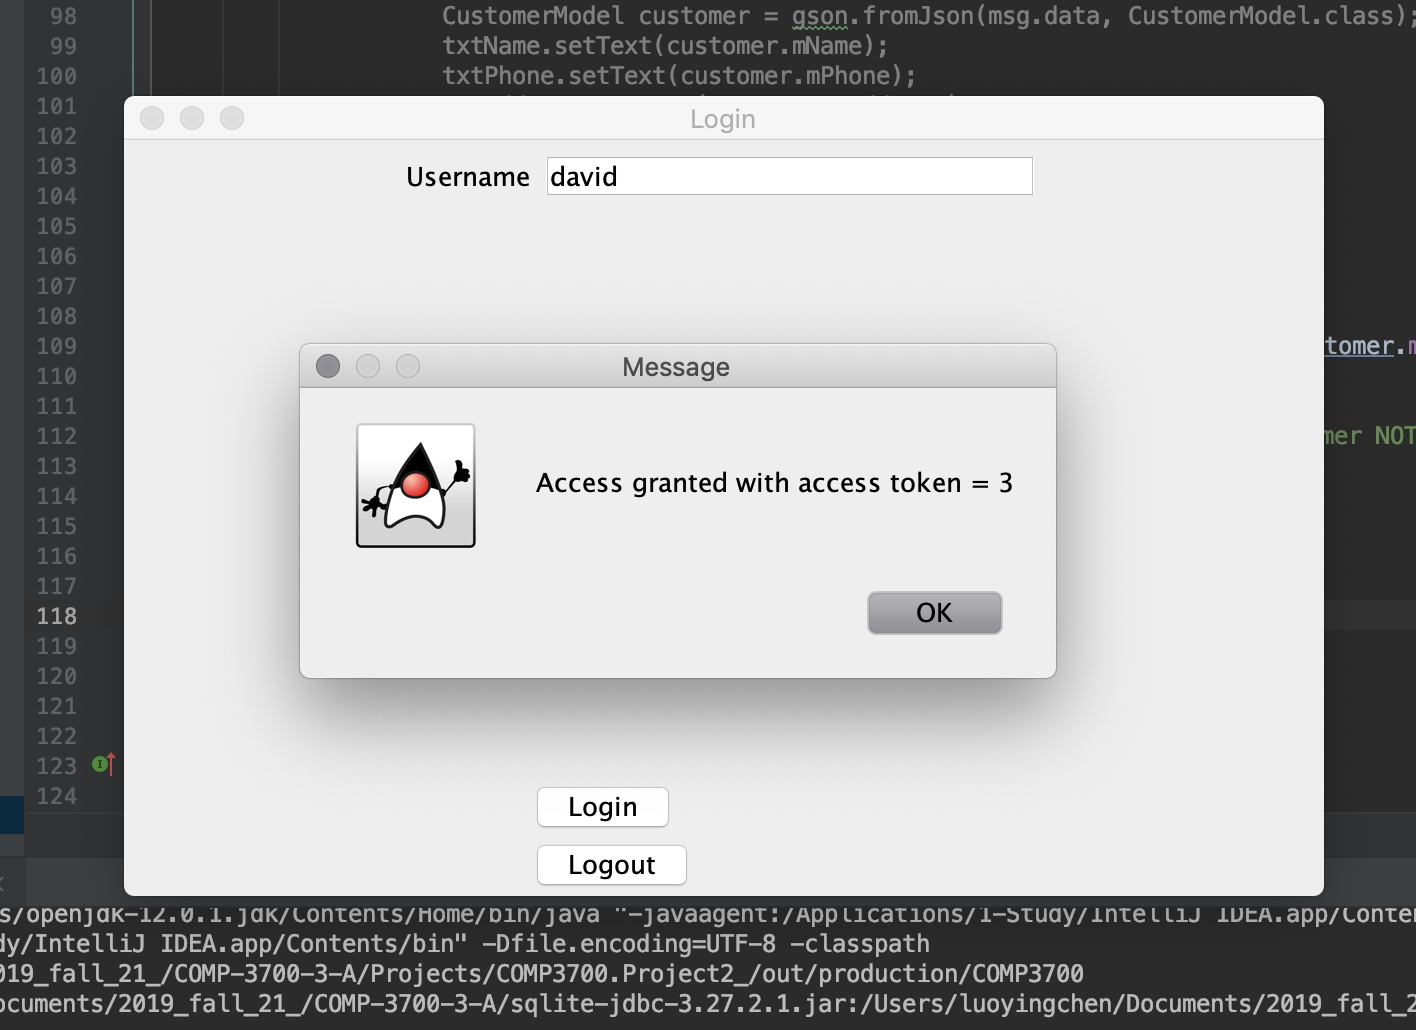 98 CustomerModel customer = gson.fromJson(msg.data, CustomerModel.class);
99 txtName.setText(customer.mName);
100 txtPhone.setText(customer.mPhone);
101
Login
102
103 Username david
104
105
106
107
108
109 tomer.m
Message
110
111
112 mer NOT
113
Access granted with access token = 3
114
115
116
117
118 OK
119
120
121
122
123
124
Login
Logout
s/openjdk-12.0.1.jdk/Contents/Home/bin/java "-javaagent:/Applications/1-Study/IntelliJ IDEA.app/Conte
dy/IntelliJ IDEA.app/Contents/bin" -Dfile.encoding=UTF-8 -classpath
019_fall_21_/COMP-3700-3-A/Projects/COMP3700.Project2_/out/production/COMP3700
ocuments/2019_fall_21_/COMP-3700-3-A/sqlite-jdbc-3.27.2.1.jar:/Users/luoyingchen/Documents/2019_fall_2